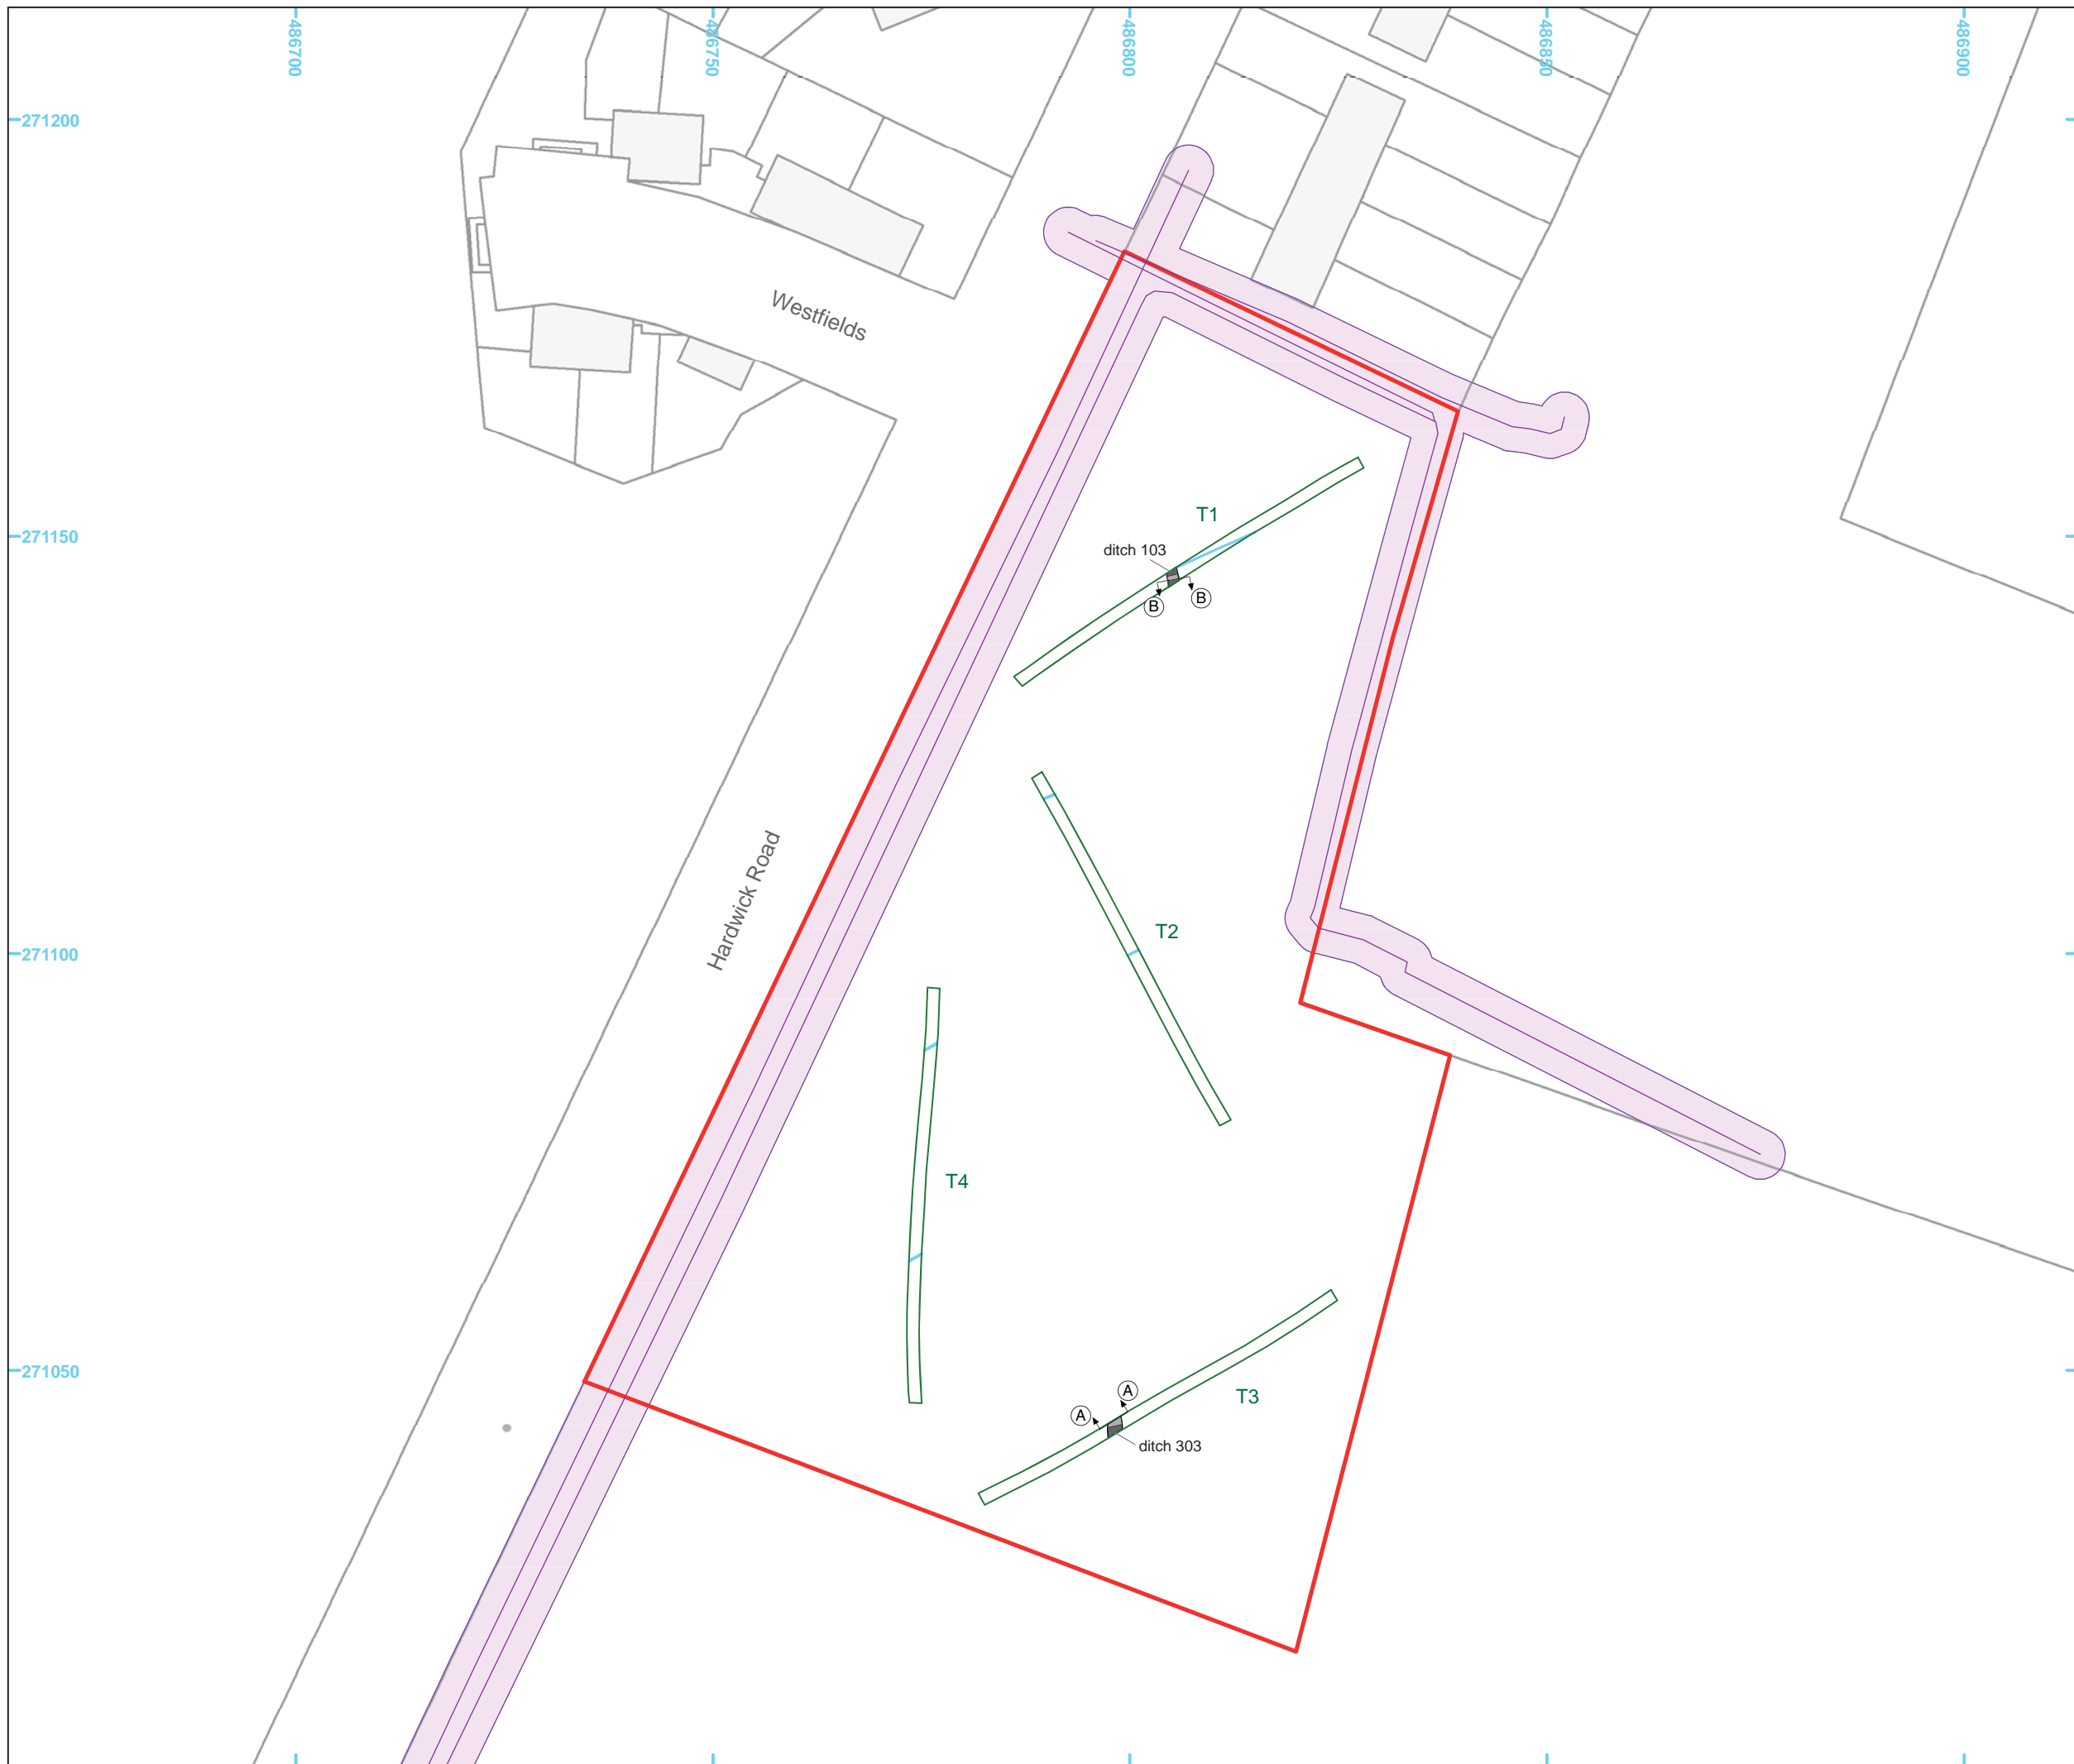 486700
486750
486800
486850
486900
271200
Westfields
T1
271150
ditch 103
B
B
Hardwick Road
T2
271100
T4
271050
A
A
T3
ditch 303